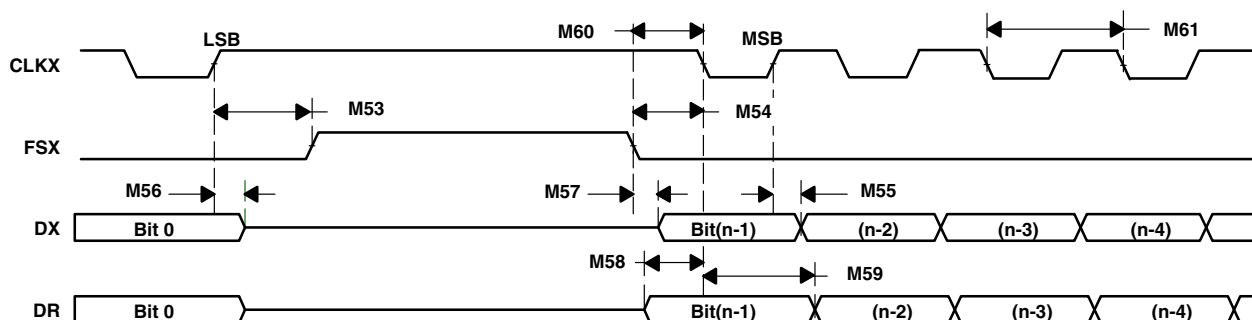 M60
M61
LSB
MSB
CLKX
M53
M54
FSX
M56
M57
M55
DX
Bit 0
Bit(n-1)
(n-2)
(n-3)
(n-4)
M58
M59
DR
Bit 0
Bit(n-1)
(n-2)
(n-3)
(n-4)